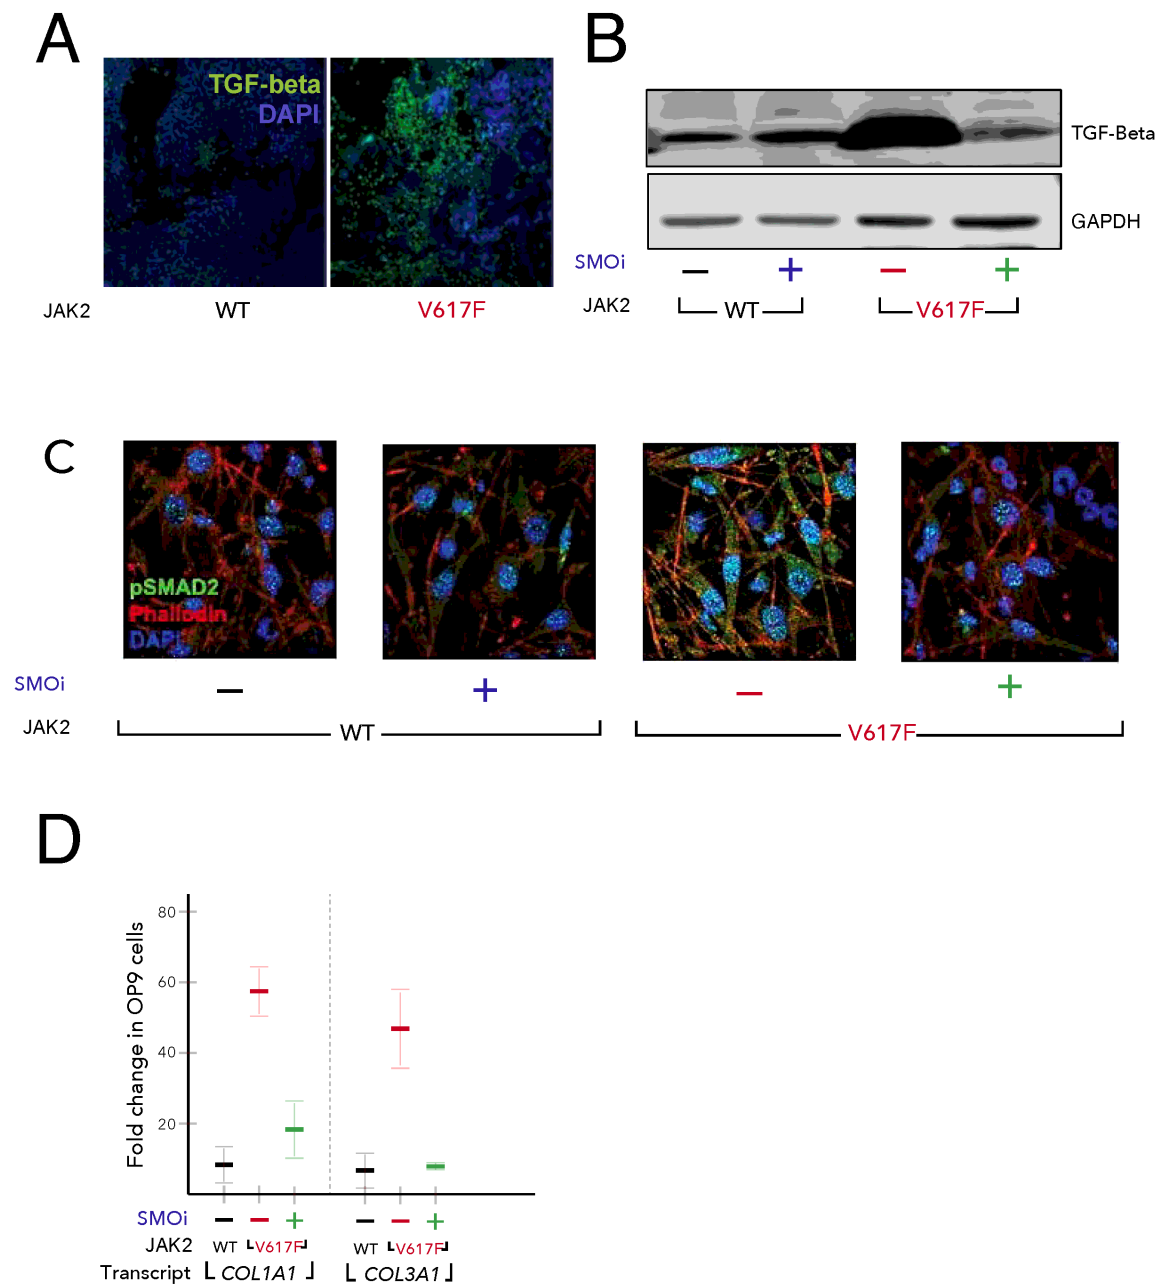 A
TGF-beta
DAPI
JAK2 WT V617F
B
TGF-Beta
GAPDH
SMOi − + − +
JAK2 WT V617F
C
pSMAD2
Phallodin
DAPI
SMOi − + − +
JAK2 WT V617F
D
Fold change in OP9 cells
80
60
40
20
SMOi − − + − − +
JAK2 WT V617F WT V617F
Transcript COL1A1 COL3A1